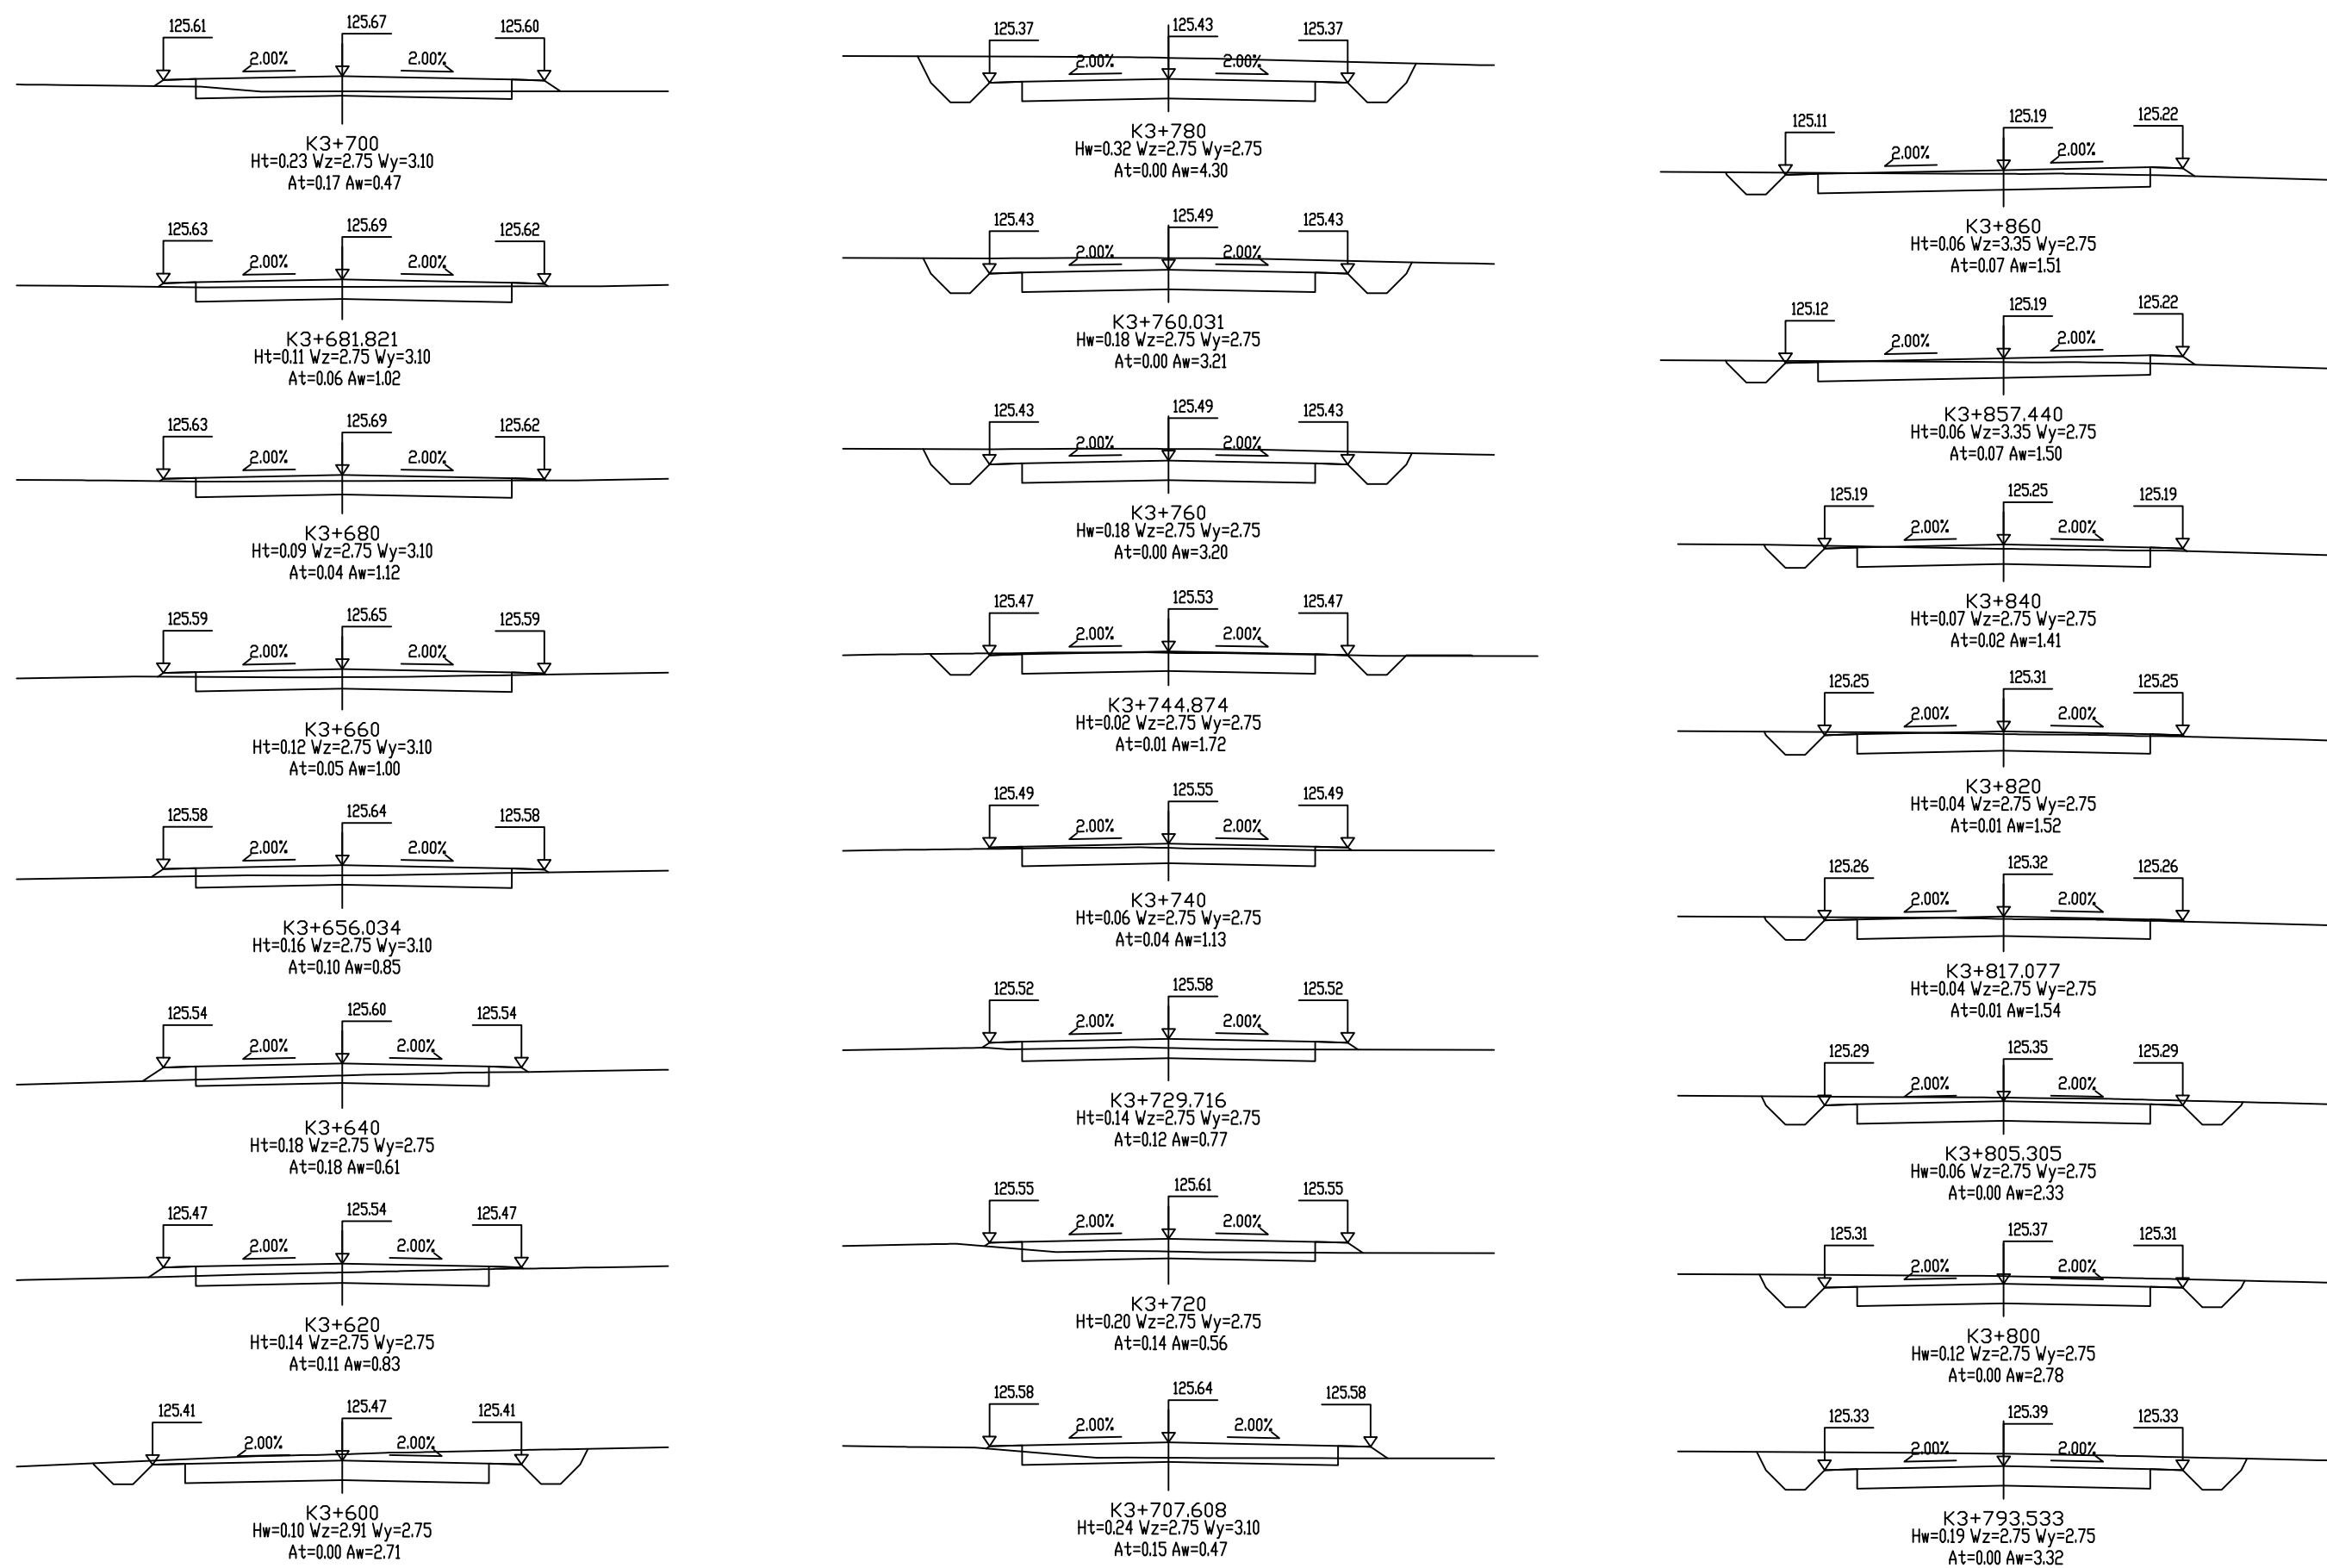 125.61 125.67 125.60
2.00% 2.00%
K3+700
Ht=0.23 Wz=2.75 Wy=3.10
At=0.17 Aw=0.47
125.63 125.69 125.62
2.00% 2.00%
K3+681.821
Ht=0.11 Wz=2.75 Wy=3.10
At=0.06 Aw=1.02
125.63 125.69 125.62
2.00% 2.00%
K3+680
Ht=0.09 Wz=2.75 Wy=3.10
At=0.04 Aw=1.12
125.59 125.65 125.59
2.00% 2.00%
K3+660
Ht=0.12 Wz=2.75 Wy=3.10
At=0.05 Aw=1.00
125.58 125.64 125.58
2.00% 2.00%
K3+656.034
Ht=0.16 Wz=2.75 Wy=3.10
At=0.10 Aw=0.85
125.54 125.60 125.54
2.00% 2.00%
K3+640
Ht=0.18 Wz=2.75 Wy=2.75
At=0.18 Aw=0.61
125.47 125.54 125.47
2.00% 2.00%
K3+620
Ht=0.14 Wz=2.75 Wy=2.75
At=0.11 Aw=0.83
125.41 125.47 125.41
2.00% 2.00%
K3+600
Hw=0.10 Wz=2.91 Wy=2.75
At=0.00 Aw=2.71
125.37 125.43 125.37
2.00% 2.00%
K3+780
Hw=0.32 Wz=2.75 Wy=2.75
At=0.00 Aw=4.30
125.43 125.49 125.43
2.00% 2.00%
K3+760.031
Hw=0.18 Wz=2.75 Wy=2.75
At=0.00 Aw=3.21
125.43 125.49 125.43
2.00% 2.00%
K3+760
Hw=0.18 Wz=2.75 Wy=2.75
At=0.00 Aw=3.20
125.47 125.53 125.47
2.00% 2.00%
K3+744.874
Ht=0.02 Wz=2.75 Wy=2.75
At=0.01 Aw=1.72
125.49 125.55 125.49
2.00% 2.00%
K3+740
Ht=0.06 Wz=2.75 Wy=2.75
At=0.04 Aw=1.13
125.52 125.58 125.52
2.00% 2.00%
K3+729.716
Ht=0.14 Wz=2.75 Wy=2.75
At=0.12 Aw=0.77
125.55 125.61 125.55
2.00% 2.00%
K3+720
Ht=0.20 Wz=2.75 Wy=2.75
At=0.14 Aw=0.56
125.58 125.64 125.58
2.00% 2.00%
K3+707.608
Ht=0.24 Wz=2.75 Wy=3.10
At=0.15 Aw=0.47
125.11 125.19 125.22
2.00% 2.00%
K3+860
Ht=0.06 Wz=3.35 Wy=2.75
At=0.07 Aw=1.51
125.12 125.19 125.22
2.00% 2.00%
K3+857.440
Ht=0.06 Wz=3.35 Wy=2.75
At=0.07 Aw=1.50
125.19 125.25 125.19
2.00% 2.00%
K3+840
Ht=0.07 Wz=2.75 Wy=2.75
At=0.02 Aw=1.41
125.25 125.31 125.25
2.00% 2.00%
K3+820
Ht=0.04 Wz=2.75 Wy=2.75
At=0.01 Aw=1.52
125.26 125.32 125.26
2.00% 2.00%
K3+817.077
Ht=0.04 Wz=2.75 Wy=2.75
At=0.01 Aw=1.54
125.29 125.35 125.29
2.00% 2.00%
K3+805.305
Hw=0.06 Wz=2.75 Wy=2.75
At=0.00 Aw=2.33
125.31 125.37 125.31
2.00% 2.00%
K3+800
Hw=0.12 Wz=2.75 Wy=2.75
At=0.00 Aw=2.78
125.33 125.39 125.33
2.00% 2.00%
K3+793.533
Hw=0.19 Wz=2.75 Wy=2.75
At=0.00 Aw=3.32